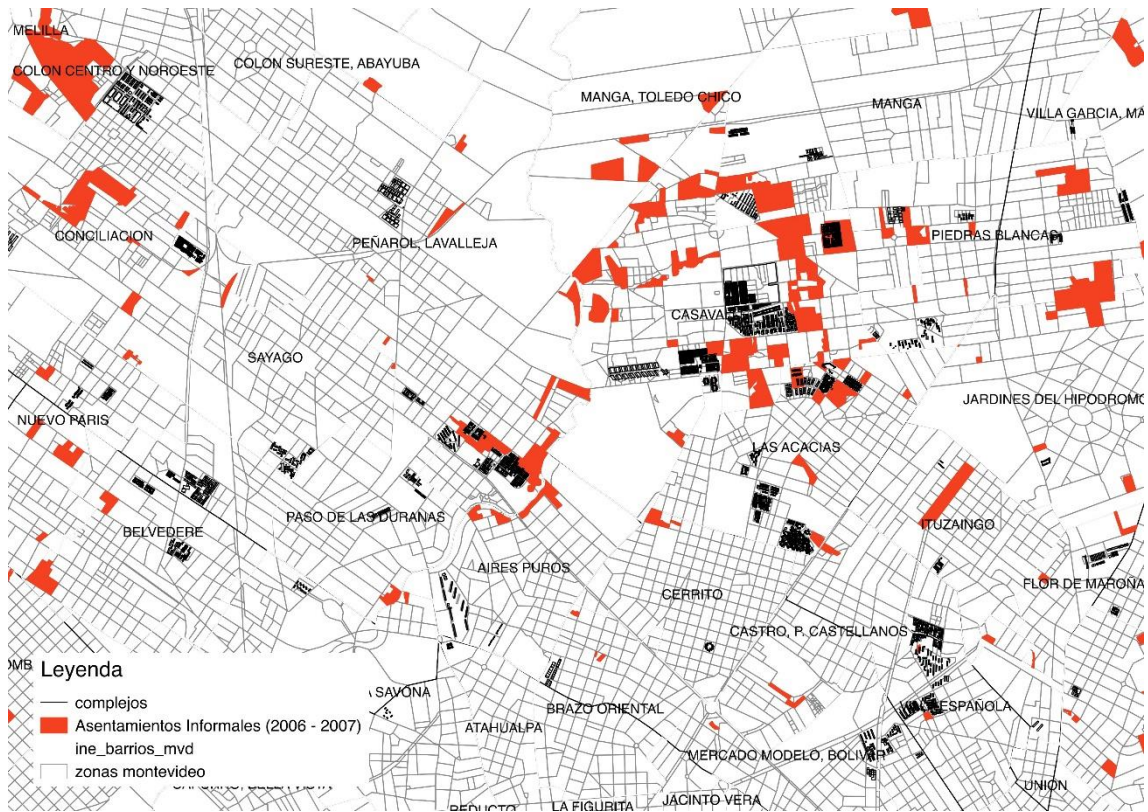 MELILLA
COLON CENTRO Y NOROESTE
COLON SURESTE, ABAYUBA
MANGA, TOLEDO CHICO
MANGA
VILLA GARCIA, MA
CONCILIACION
PEÑAROL, LAVALLEJA
PIEDRAS BLANCAS
CASAVALL
SAYAGO
NUEVO PARIS
JARDINES DEL HIPODROMO
LAS ACACIAS
PASO DE LAS DURANAS
BELVEDERE
ITUZAINGO
AIRES PUROS
CERRITO
FLOR DE MAROÑA
CASTRO, P. CASTELLANOS
OMB
Leyenda
complejos
Asentamientos Informales (2006 - 2007)
ine_barrios_mvd
zonas montevideo
A SAVONA
ATAHUALPA
BRAZO ORIENTAL
ESPAÑOLA
MERCADO MODELO, BOLIVAR
UNION
REDUCTO
LA FIGURITA
JACINTO VERA